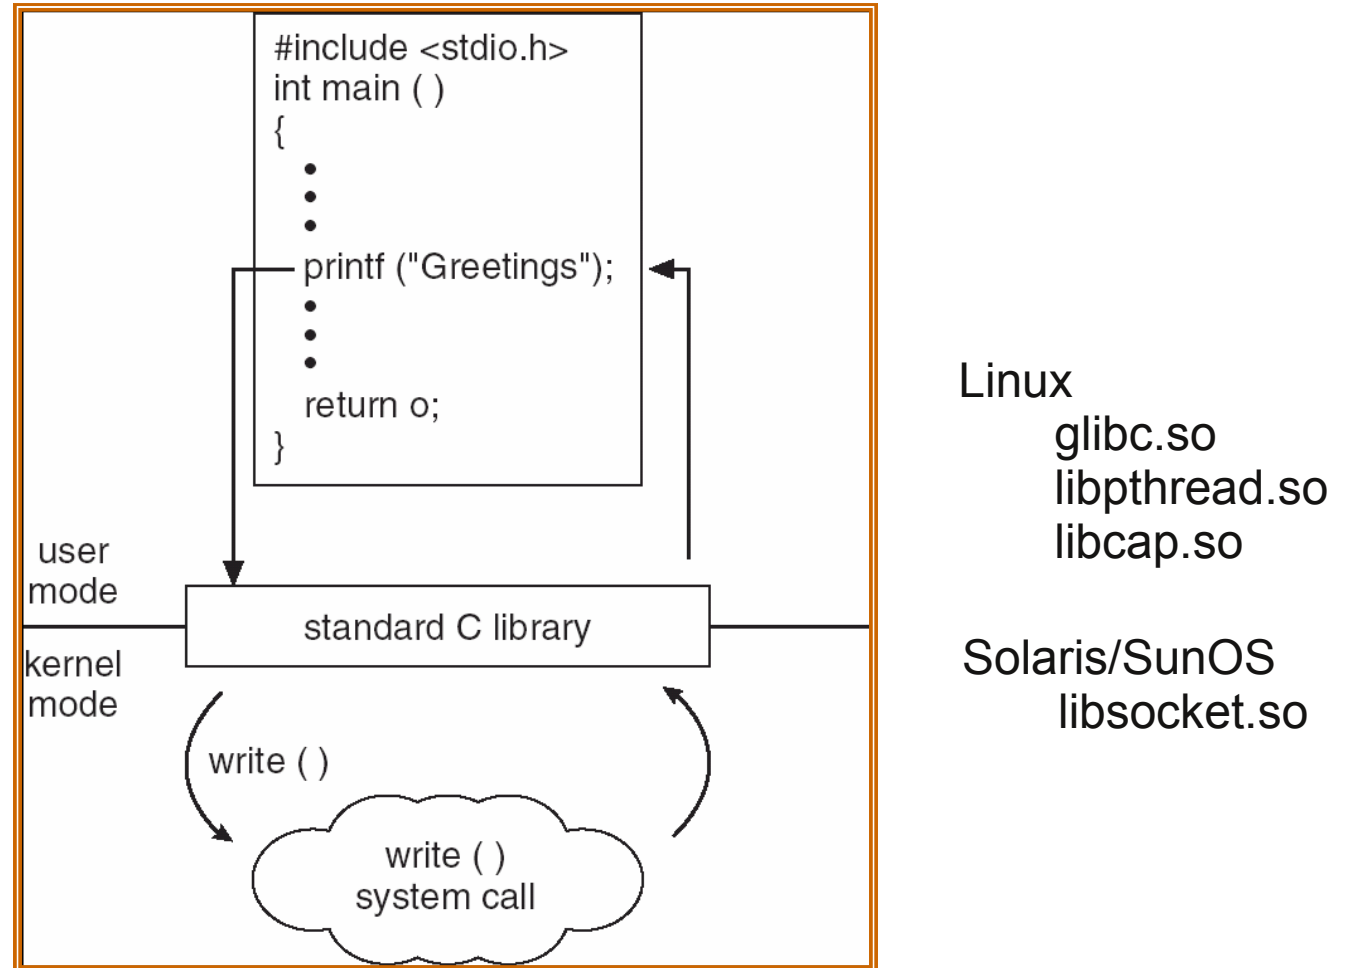 #include <stdio.h>
int main ( )
{
•
•
•
printf ("Greetings");
•
•
•
return o;
}
user
mode
standard C library
kernel
mode
write ( )
write ( )
system call
Linux
glibc.so
libpthread.so
libcap.so
Solaris/SunOS
libsocket.so